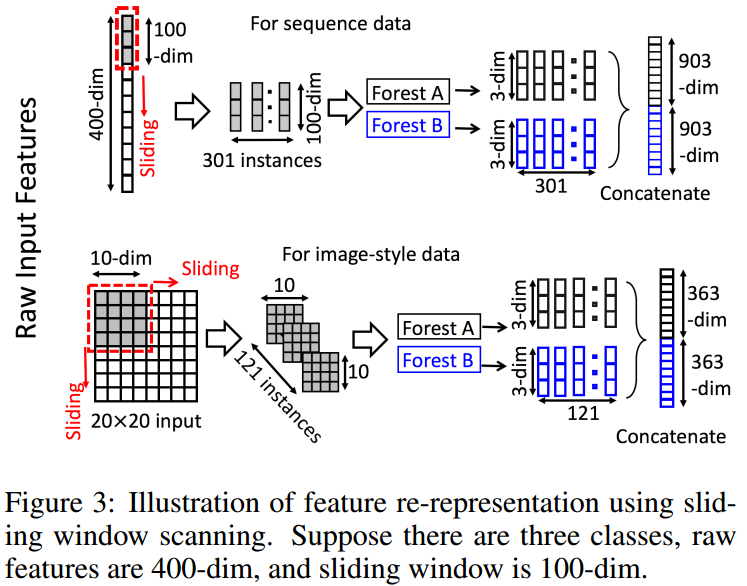 Raw Input Features
For sequence data
400-dim
100
-dim
Sliding
301 instances
100-dim
Forest A
Forest B
3-dim
3-dim
301
903
-dim
903
-dim
Concatenate
For image-style data
10-dim
Sliding
Sliding
20×20 input
10
10
121 instances
Forest A
Forest B
3-dim
3-dim
121
363
-dim
363
-dim
Concatenate
Figure 3: Illustration of feature re-representation using slid-
ing window scanning. Suppose there are three classes, raw
features are 400-dim, and sliding window is 100-dim.